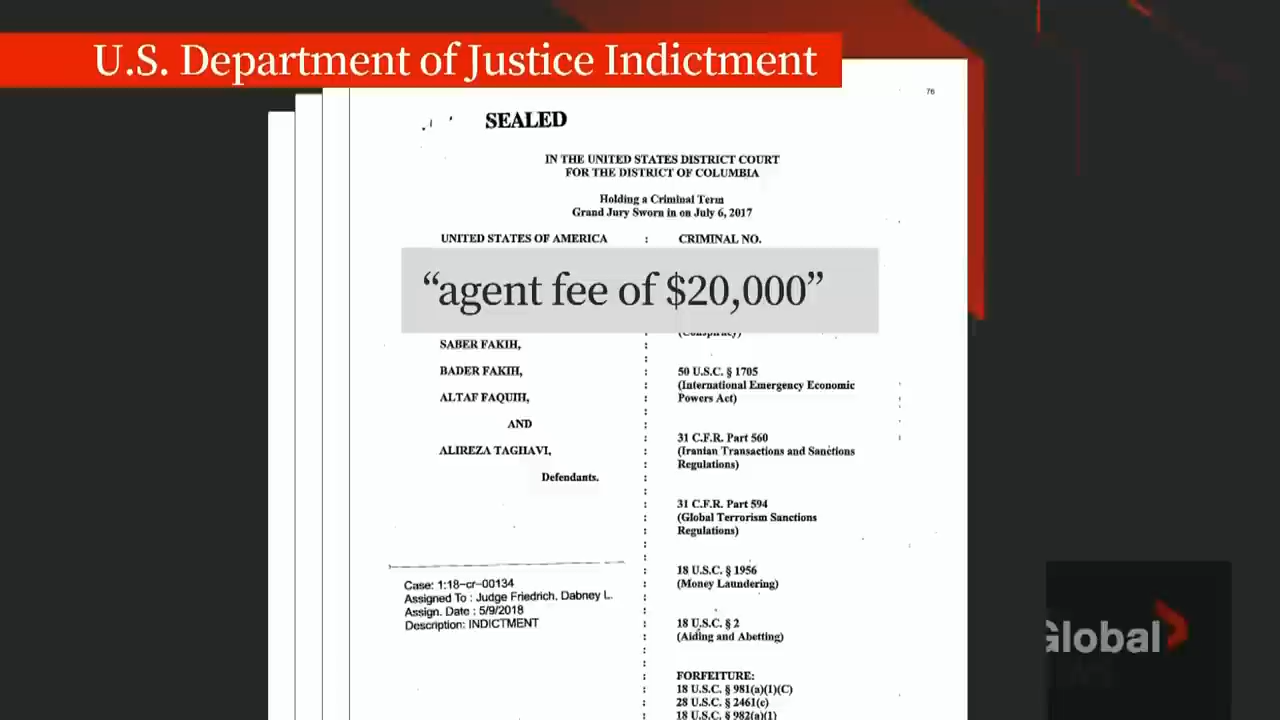 U.S. Department of Justice Indictment
76
SEALED
IN THE UNITED STATES DISTRICT COURT
FOR THE DISTRICT OF COLUMBIA
Holding a Criminal Term
Grand Jury Sworn in on July 6, 2017
UNITED STATES OF AMERICA : CRIMINAL NO.
“agent fee of $20,000”
(Conspiracy)
SABER FAKIH,
BADER FAKIH,
50 U.S.C. § 1705
(International Emergency Economic
ALTAF FAQUIH,
Powers Act)
AND
31 C.F.R. Part 560
ALIREZA TAGHAVI,
(Iranian Transactions and Sanctions
Regulations)
Defendants.
31 C.F.R. Part 594
(Global Terrorism Sanctions
Regulations)
18 U.S.C. § 1956
(Money Laundering)
Case: 1:18-cr-00134
Assigned To : Judge Friedrich, Dabney L.
Assign. Date : 5/9/2018
Description: INDICTMENT
18 U.S.C. § 2
(Aiding and Abetting)
FORFEITURE:
18 U.S.C. § 981(a)(1)(C)
28 U.S.C. § 2461(c)
18 U.S.C. § 982(a)(1)
Global